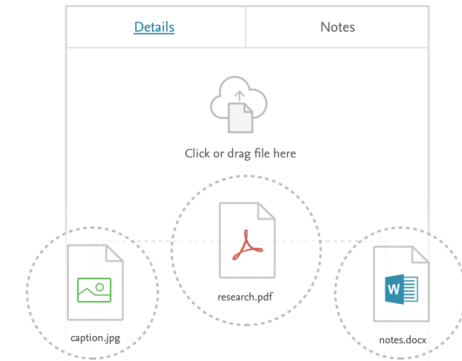 Details
Notes
Click or drag file here
research.pdf
W
caption.jpg
notes.docx